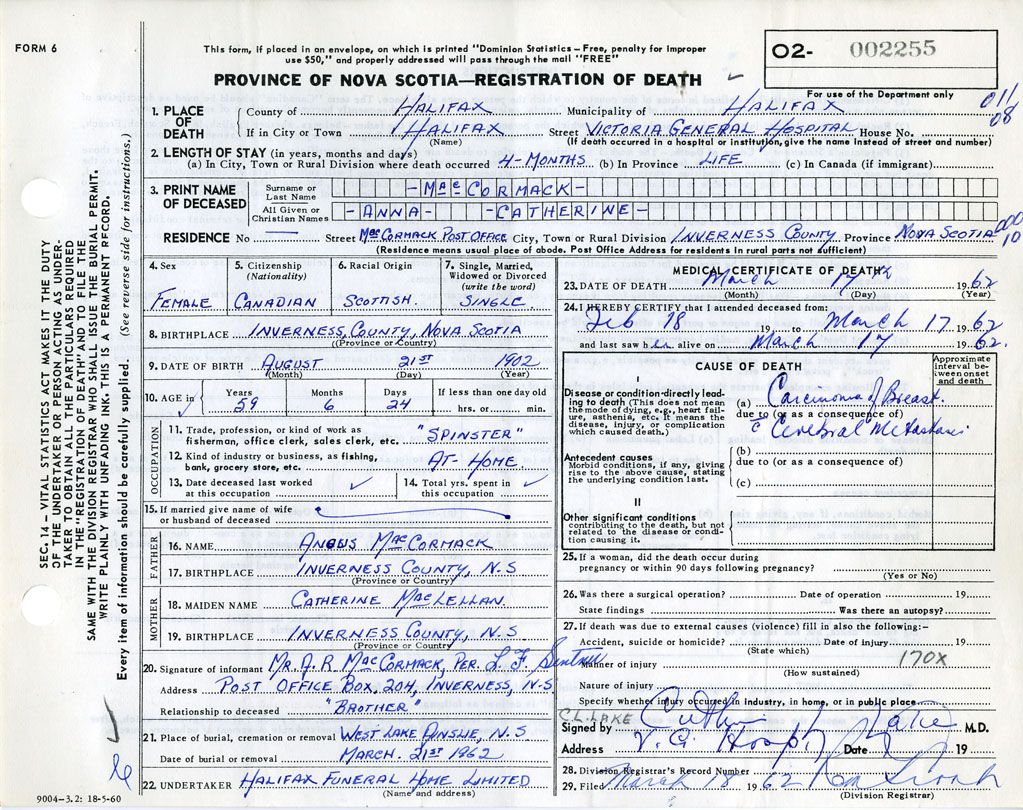 FORM 6
This form, if placed in an envelope, on which is printed "Dominion Statistics – Free, penalty for improper
use $50," and properly addressed will pass through the mail "FREE"
PROVINCE OF NOVA SCOTIA—REGISTRATION OF DEATH
O2- 002255
For use of the Department only
011
08
SEC. 14 – VITAL STATISTICS ACT MAKES IT THE DUTY
OF THE UNDERTAKER OR PERSON ACTING AS UNDER-
TAKER TO OBTAIN ALL THE PARTICULARS REQUIRED
IN THE "REGISTRATION OF DEATH" AND TO FILE THE
SAME WITH THE DIVISION REGISTRAR WHO SHALL ISSUE THE BURIAL PERMIT.
WRITE PLAINLY WITH UNFADING INK. THIS IS A PERMANENT RECORD.
Every item of information should be carefully supplied. (See reverse side for instructions.)
1. PLACE OF DEATH
County of HALIFAX Municipality of HALIFAX
If in City or Town HALIFAX Street VICTORIA GENERAL HOSPITAL House No.
(Name) (If death occurred in a hospital or institution, give the name instead of street and number)
2. LENGTH OF STAY (in years, months and days)
(a) In City, Town or Rural Division where death occurred 4-MONTHS (b) In Province LIFE (c) In Canada (if immigrant)
3. PRINT NAME OF DECEASED
Surname or Last Name -MacCORMACK-
All Given or Christian Names -ANNA- -CATHERINE-
RESIDENCE No — Street MacCORMACK POST OFFICE City, Town or Rural Division INVERNESS COUNTY Province NOVA SCOTIA
000
10
(Residence means usual place of abode. Post Office Address for residents in rural parts not sufficient)
4. Sex FEMALE
5. Citizenship (Nationality) CANADIAN
6. Racial Origin SCOTTISH.
7. Single, Married, Widowed or Divorced (write the word) SINGLE
8. BIRTHPLACE INVERNESS, COUNTY, NOVA SCOTIA
(Province or Country)
9. DATE OF BIRTH AUGUST 21ST 1902
(Month) (Day) (Year)
10. AGE in Years 59 Months 6 Days 24 If less than one day old hrs. or min.
OCCUPATION
11. Trade, profession, or kind of work as
fisherman, office clerk, sales clerk, etc. "SPINSTER"
12. Kind of industry or business, as fishing,
bank, grocery store, etc. AT-HOME.
13. Date deceased last worked
at this occupation
14. Total yrs. spent in
this occupation
15. If married give name of wife
or husband of deceased
FATHER
16. NAME ANGUS MacCORMACK
17. BIRTHPLACE INVERNESS COUNTY, N.S
(Province or Country)
MOTHER
18. MAIDEN NAME CATHERINE MacLELLAN.
19. BIRTHPLACE INVERNESS COUNTY, N.S
(Province or Country)
20. Signature of informant MR. A. R. MacCORMACK, PER. L. F.
Address POST OFFICE BOX, 204, INVERNESS, N.S
Relationship to deceased "BROTHER"
21. Place of burial, cremation or removal WEST LAKE AINSLIE, N.S
Date of burial or removal MARCH. 21ST 1962
22. UNDERTAKER HALIFAX FUNERAL HOME LIMITED
(Name and address)
9004-3.2: 18-5-60
MEDICAL CERTIFICATE OF DEATH
23. DATE OF DEATH March 17th 1962
(Month) (Day) (Year)
24. I HEREBY CERTIFY that I attended deceased from:
Feb 18 19 to March 17 1962
and last saw her alive on March 17 1962.
CAUSE OF DEATH
Approximate interval between onset and death
I
Disease or condition directly lead-
ing to death (This does not mean
the mode of dying, e.g., heart fail-
ure, asthenia, etc. It means the
disease, injury, or complication
which caused death.)
(a) Carcinoma of Breast.
due to (or as a consequence of)
c Cerebral Metastasis
Antecedent causes
Morbid conditions, if any, giving
rise to the above cause, stating
the underlying condition last.
(b)
due to (or as a consequence of)
(c)
II
Other significant conditions
contributing to the death, but not
related to the disease or condi-
tion causing it.
25. If a woman, did the death occur during
pregnancy or within 90 days following pregnancy?
(Yes or No)
26. Was there a surgical operation? Date of operation 19
State findings Was there an autopsy?
27. If death was due to external causes (violence) fill in also the following:-
Accident, suicide or homicide? Date of injury 19
(State which)
Manner of injury 170X
(How sustained)
Nature of injury
Specify whether injury occurred in industry, in home, or in public place
C.L. LAKE
Signed by Lake M.D.
Address V. G. Hosp. Date 19
28. Division Registrar's Record Number
29. Filed March 18 1962
(Division Registrar)